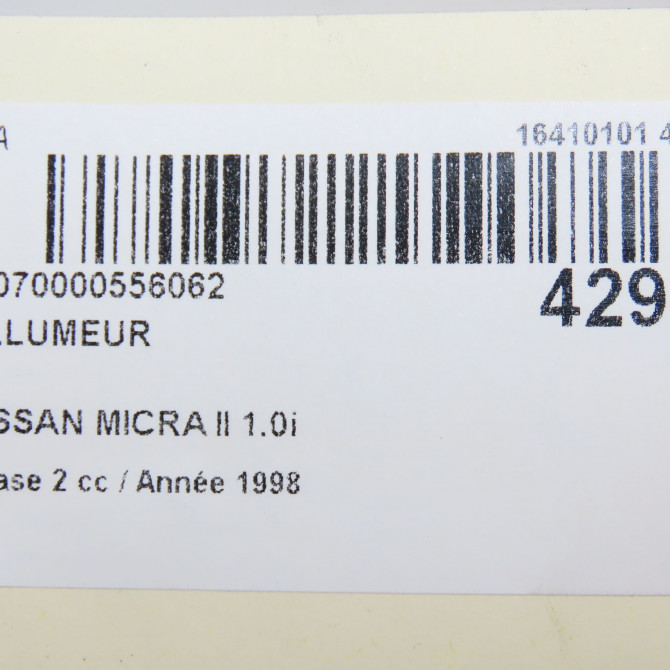 A 16410101 4
070000556062
429
LLUMEUR
SSAN MICRA II 1.0i
ase 2 cc / Année 1998